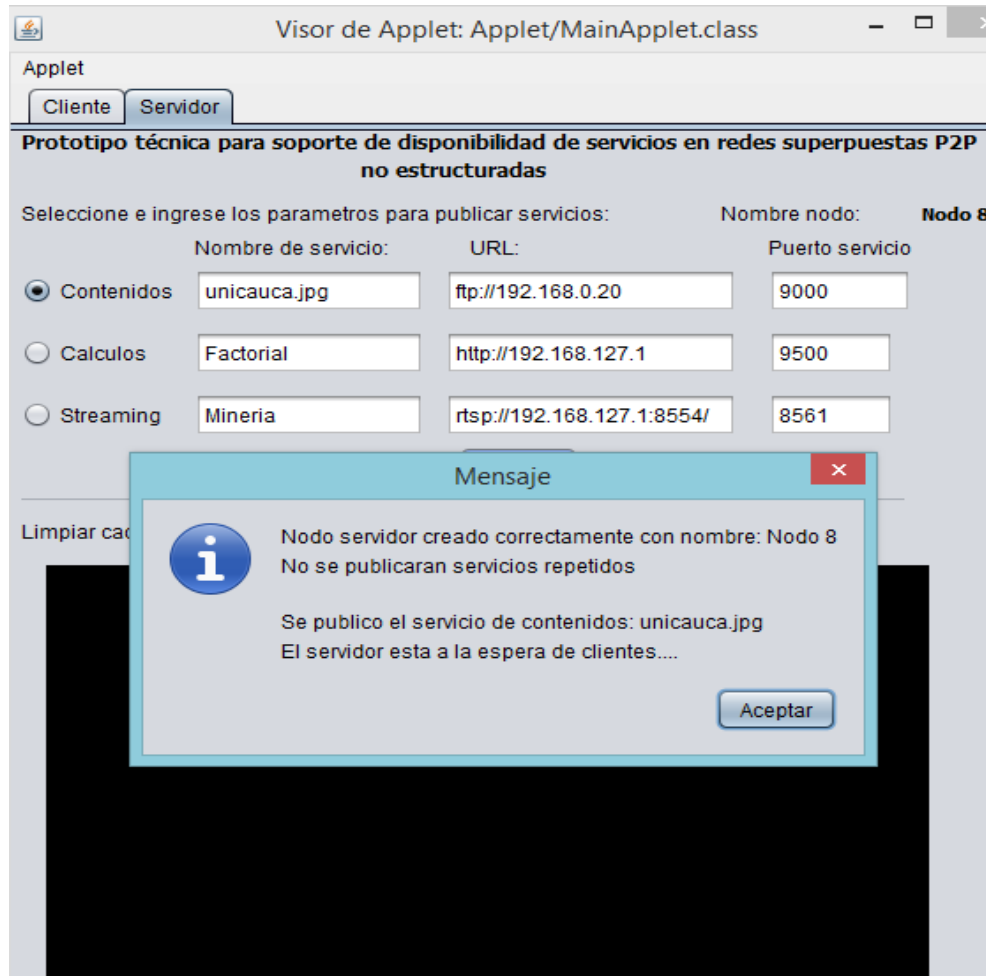 Visor de Applet: Applet/MainApplet.class
Applet
Cliente Servidor
Prototipo técnica para soporte de disponibilidad de servicios en redes superpuestas P2P
no estructuradas
Seleccione e ingrese los parametros para publicar servicios: Nombre nodo: Nodo 8
Nombre de servicio: URL: Puerto servicio
Contenidos unicauca.jpg ftp://192.168.0.20 9000
Calculos Factorial http://192.168.127.1 9500
Streaming Mineria rtsp://192.168.127.1:8554/ 8561
Mensaje
Limpiar
Nodo servidor creado correctamente con nombre: Nodo 8
No se publicaran servicios repetidos
Se publico el servicio de contenidos: unicauca.jpg
El servidor esta a la espera de clientes....
Aceptar